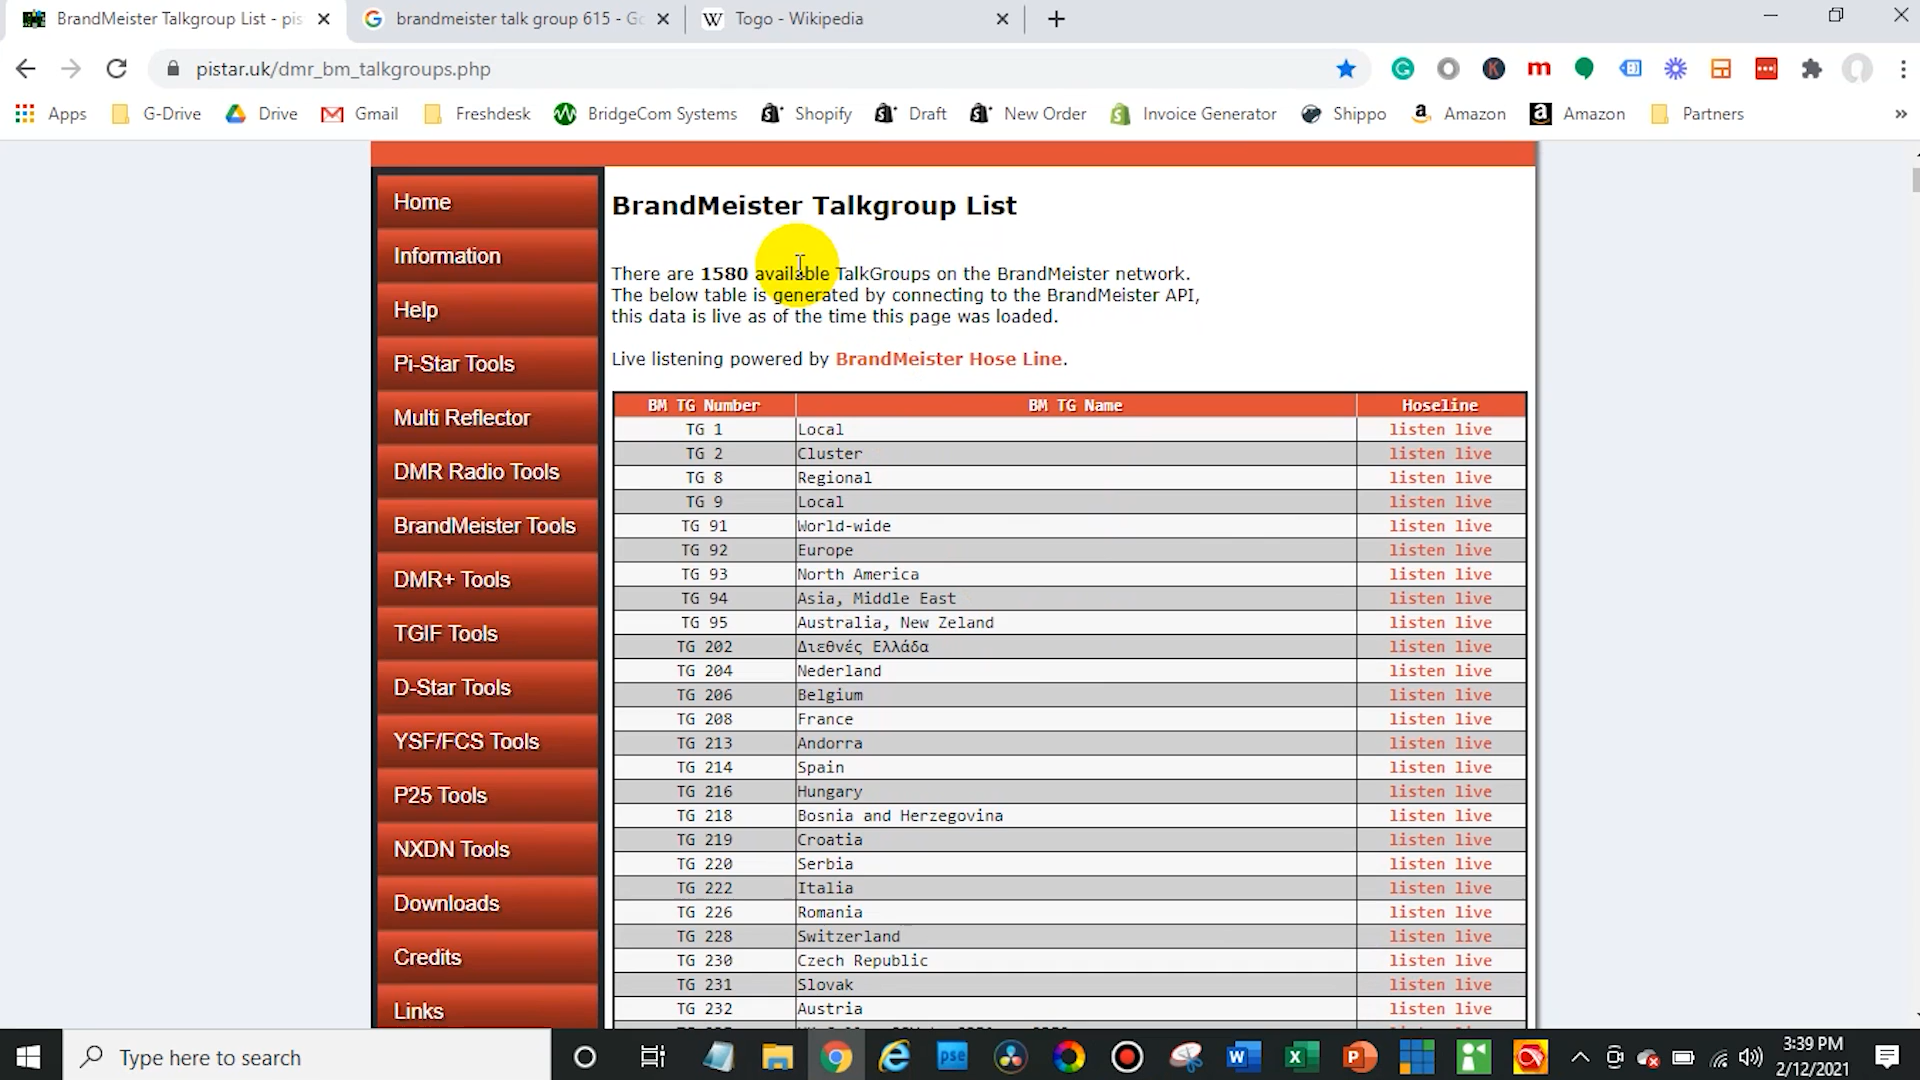 BrandMeister Talkgroup List - pis
brandmeister talk group 615 - Go
Togo - Wikipedia
pistar.uk/dmr_bm_talkgroups.php
Apps G-Drive Drive Gmail Freshdesk BridgeCom Systems Shopify Draft New Order Invoice Generator Shippo Amazon Amazon Partners »
Home
Information
Help
Pi-Star Tools
Multi Reflector
DMR Radio Tools
BrandMeister Tools
DMR+ Tools
TGIF Tools
D-Star Tools
YSF/FCS Tools
P25 Tools
NXDN Tools
Downloads
Credits
Links
BrandMeister Talkgroup List
There are 1580 available TalkGroups on the BrandMeister network.
The below table is generated by connecting to the BrandMeister API,
this data is live as of the time this page was loaded.
Live listening powered by BrandMeister Hose Line.
BM TG Number BM TG Name Hoseline
TG 1 Local listen live
TG 2 Cluster listen live
TG 8 Regional listen live
TG 9 Local listen live
TG 91 World-wide listen live
TG 92 Europe listen live
TG 93 North America listen live
TG 94 Asia, Middle East listen live
TG 95 Australia, New Zeland listen live
TG 202 Διεθνές Ελλάδα listen live
TG 204 Nederland listen live
TG 206 Belgium listen live
TG 208 France listen live
TG 213 Andorra listen live
TG 214 Spain listen live
TG 216 Hungary listen live
TG 218 Bosnia and Herzegovina listen live
TG 219 Croatia listen live
TG 220 Serbia listen live
TG 222 Italia listen live
TG 226 Romania listen live
TG 228 Switzerland listen live
TG 230 Czech Republic listen live
TG 231 Slovak listen live
TG 232 Austria listen live
Type here to search
3:39 PM
2/12/2021